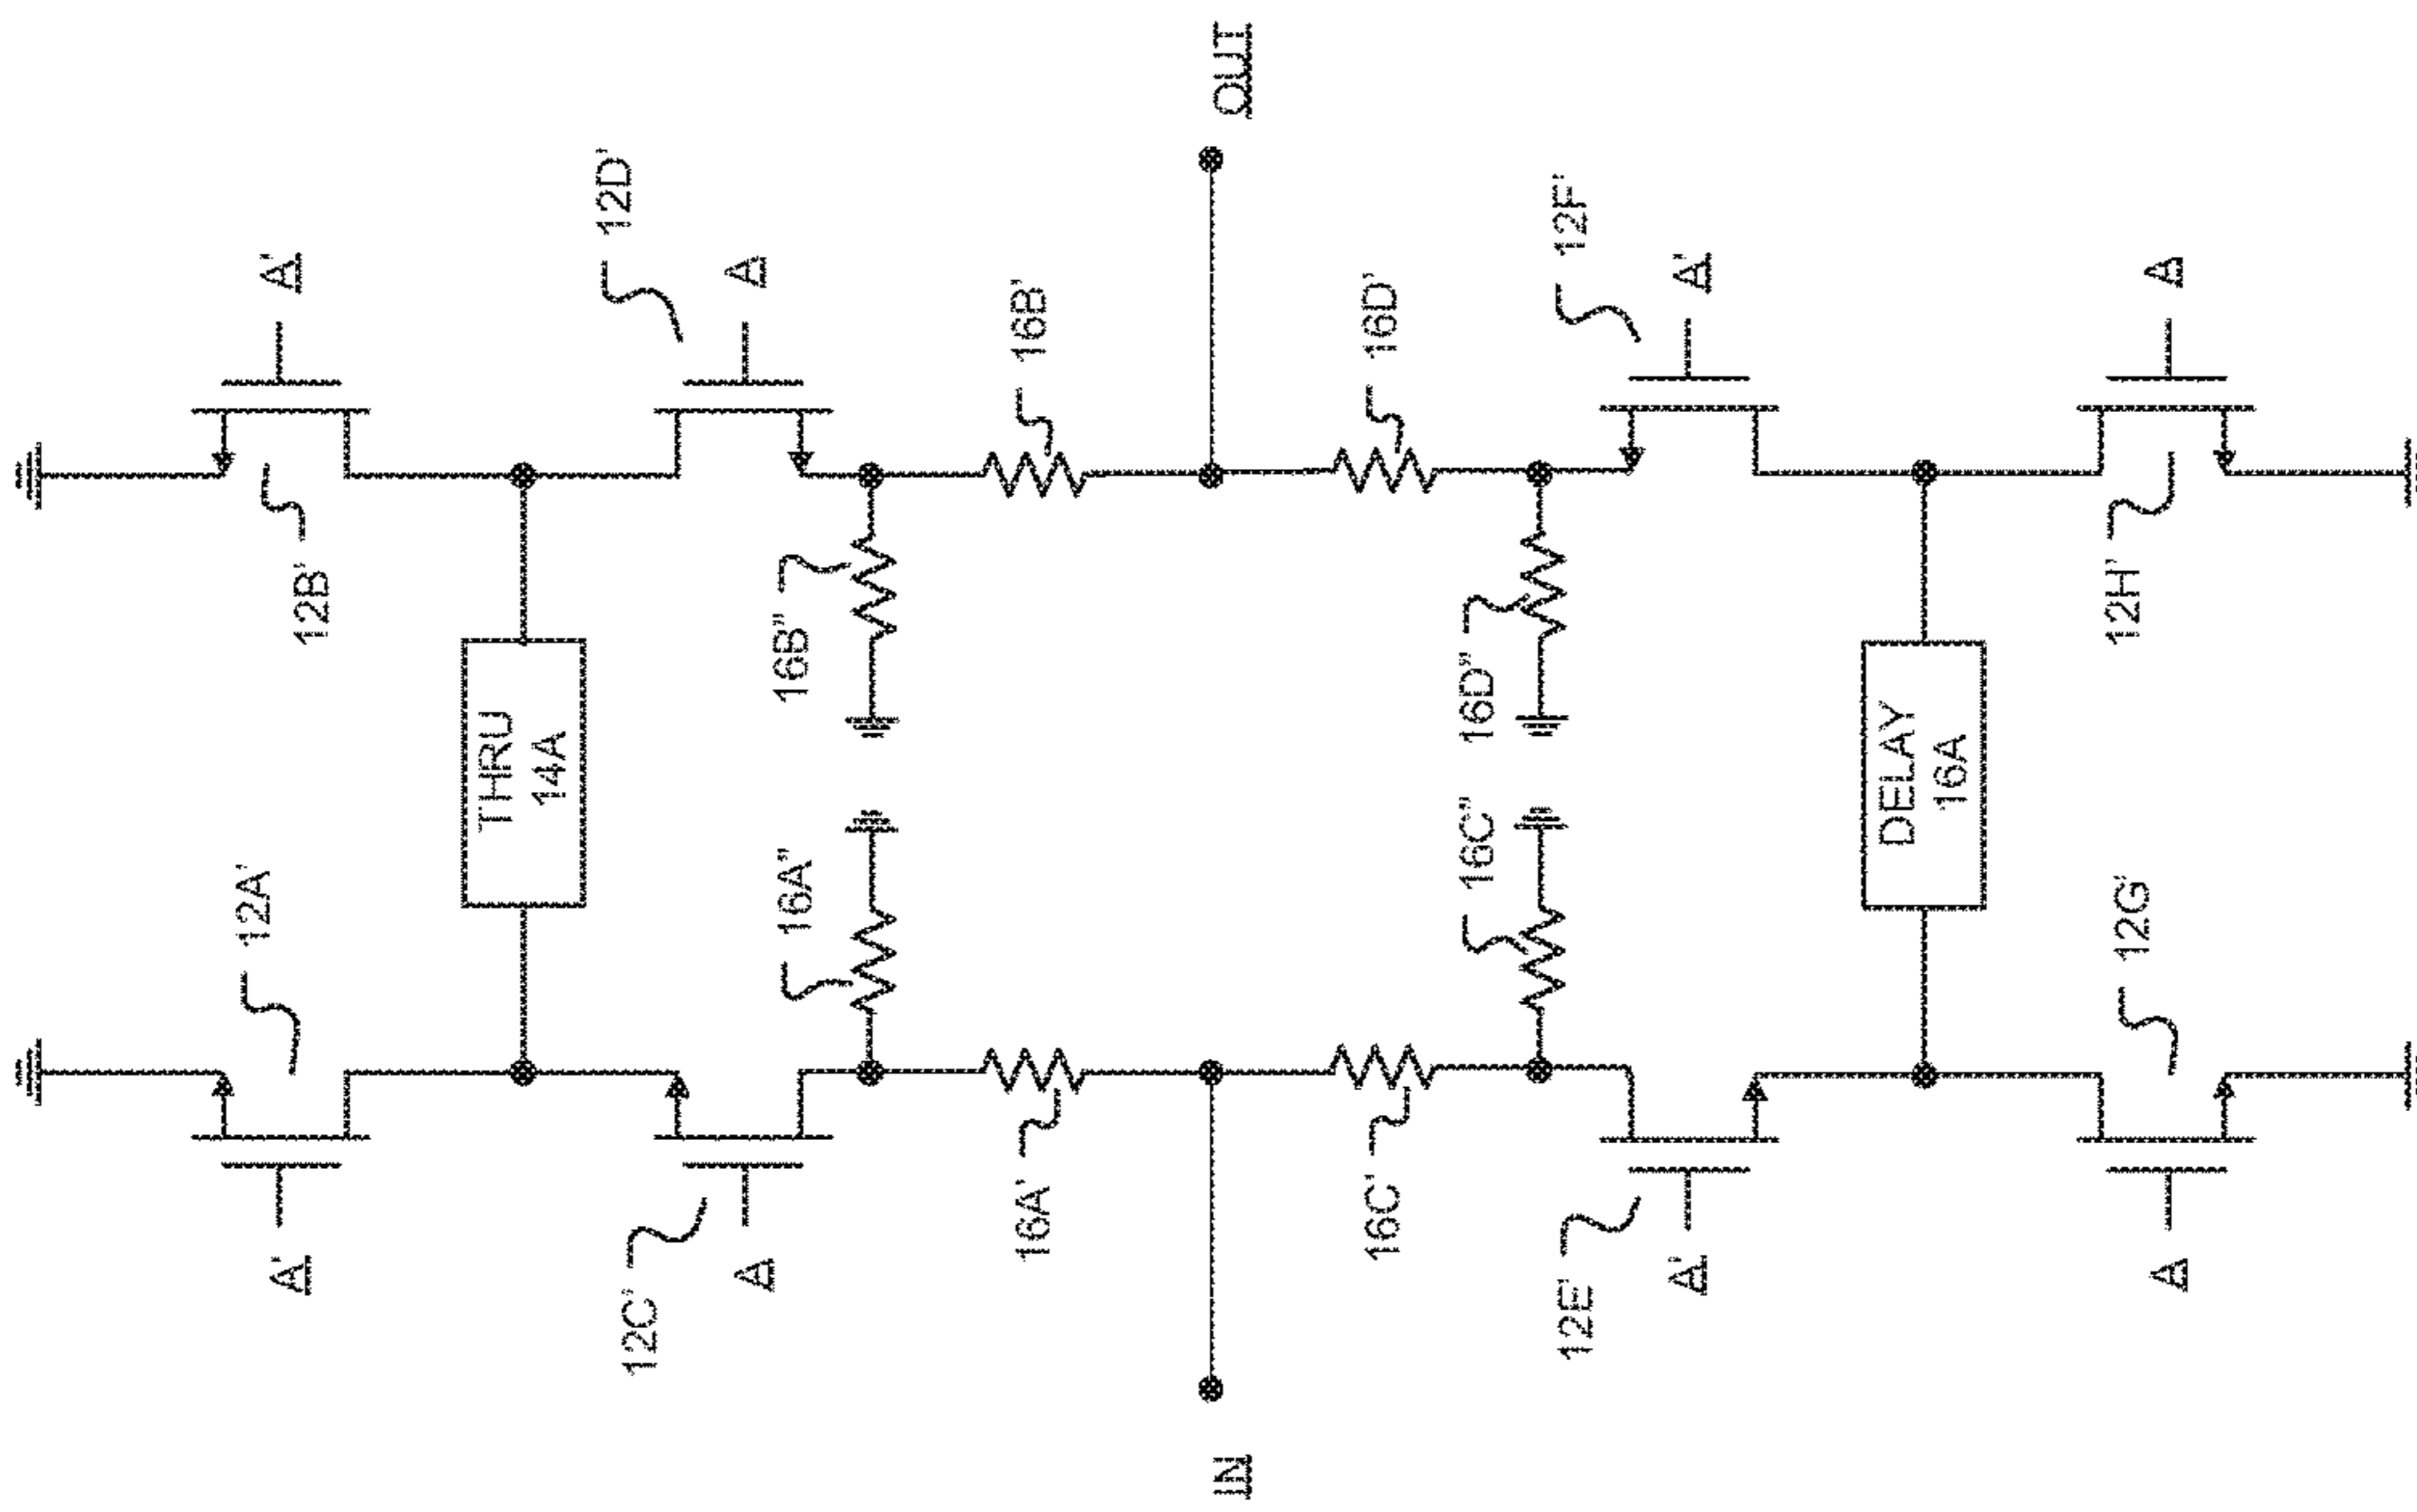 A'
12A'
12B'
A'
THRU
14A
12C'
A
12D'
A
16A"
16B"
16A'
16B'
IN
OUT
16C'
16D'
16C"
16D"
12E'
A'
12F'
A'
DELAY
16A
12G'
A
12H'
A